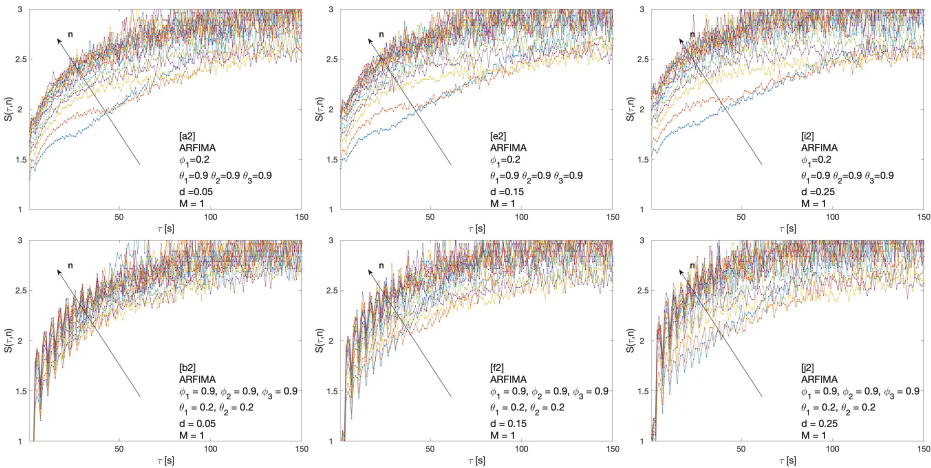 3
2.5
2
1.5
1
S(τ,n)
n
[a2]
ARFIMA
ϕ1=0.2
θ1=0.9 θ2=0.9 θ3=0.9
d =0.05
M = 1
50
100
150
τ [s]
3
2.5
2
1.5
1
S(τ,n)
n
[e2]
ARFIMA
ϕ1=0.2
θ1=0.9 θ2=0.9 θ3=0.9
d =0.15
M = 1
50
100
150
τ [s]
3
2.5
2
1.5
1
S(τ,n)
n
[i2]
ARFIMA
ϕ1=0.2
θ1=0.9 θ2=0.9 θ3=0.9
d =0.25
M = 1
50
100
150
τ [s]
3
2.5
2
1.5
1
S(τ,n)
n
[b2]
ARFIMA
ϕ1 = 0.9, ϕ2 = 0.9, ϕ3 = 0.9
θ1 = 0.2, θ2 = 0.2
d = 0.05
M = 1
50
100
150
τ [s]
3
2.5
2
1.5
1
S(τ,n)
n
[f2]
ARFIMA
ϕ1 = 0.9, ϕ2 = 0.9, ϕ3 = 0.9
θ1 = 0.2, θ2 = 0.2
d = 0.15
M = 1
50
100
150
τ [s]
3
2.5
2
1.5
1
S(τ,n)
n
[j2]
ARFIMA
ϕ1 = 0.9, ϕ2 = 0.9, ϕ3 = 0.9
θ1 = 0.2, θ2 = 0.2
d = 0.25
M = 1
50
100
150
τ [s]